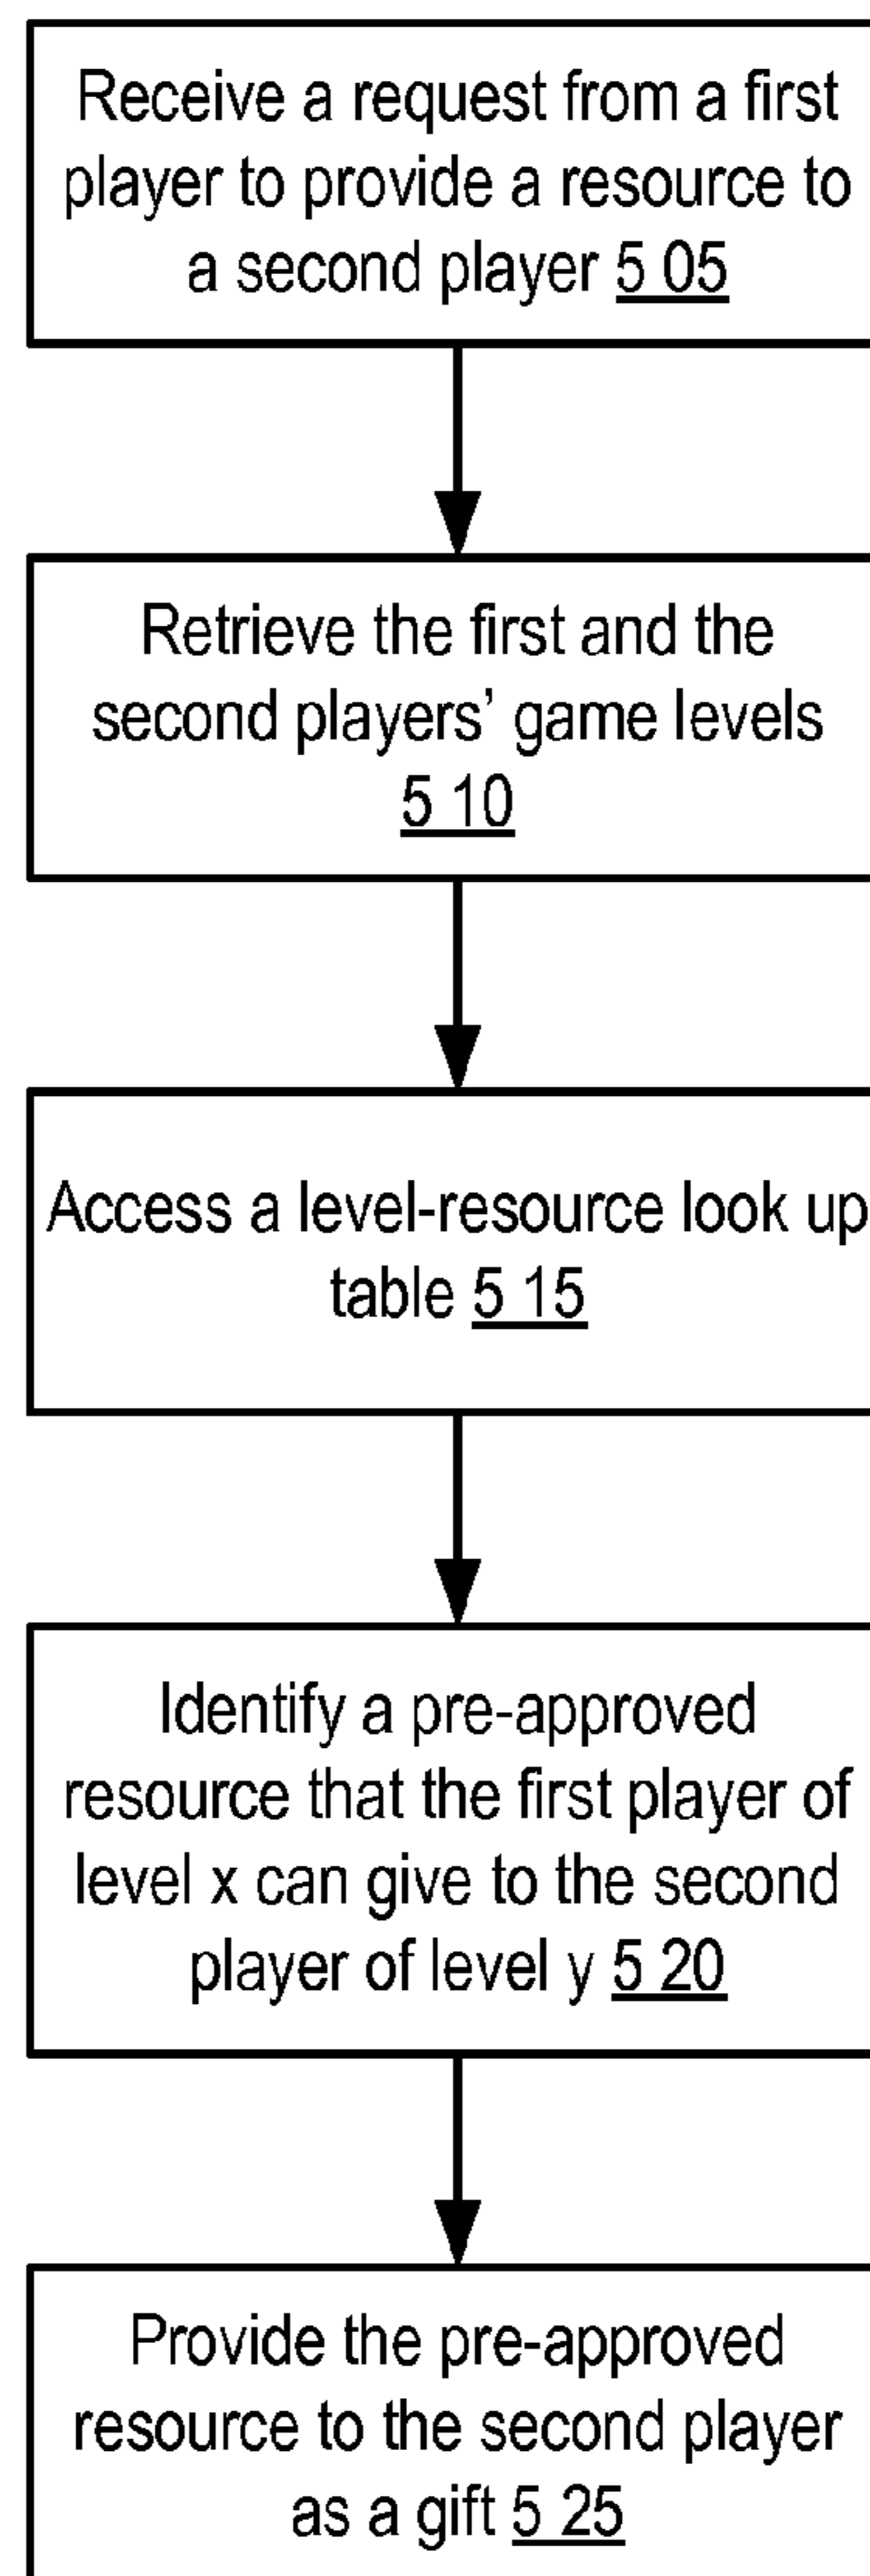 Receive a request from a first
player to provide a resource to
a second player 5 05
Retrieve the first and the
second players’ game levels
5 10
Access a level-resource look up
table 5 15
Identify a pre-approved
resource that the first player of
level x can give to the second
player of level y 5 20
Provide the pre-approved
resource to the second player
as a gift 5 25